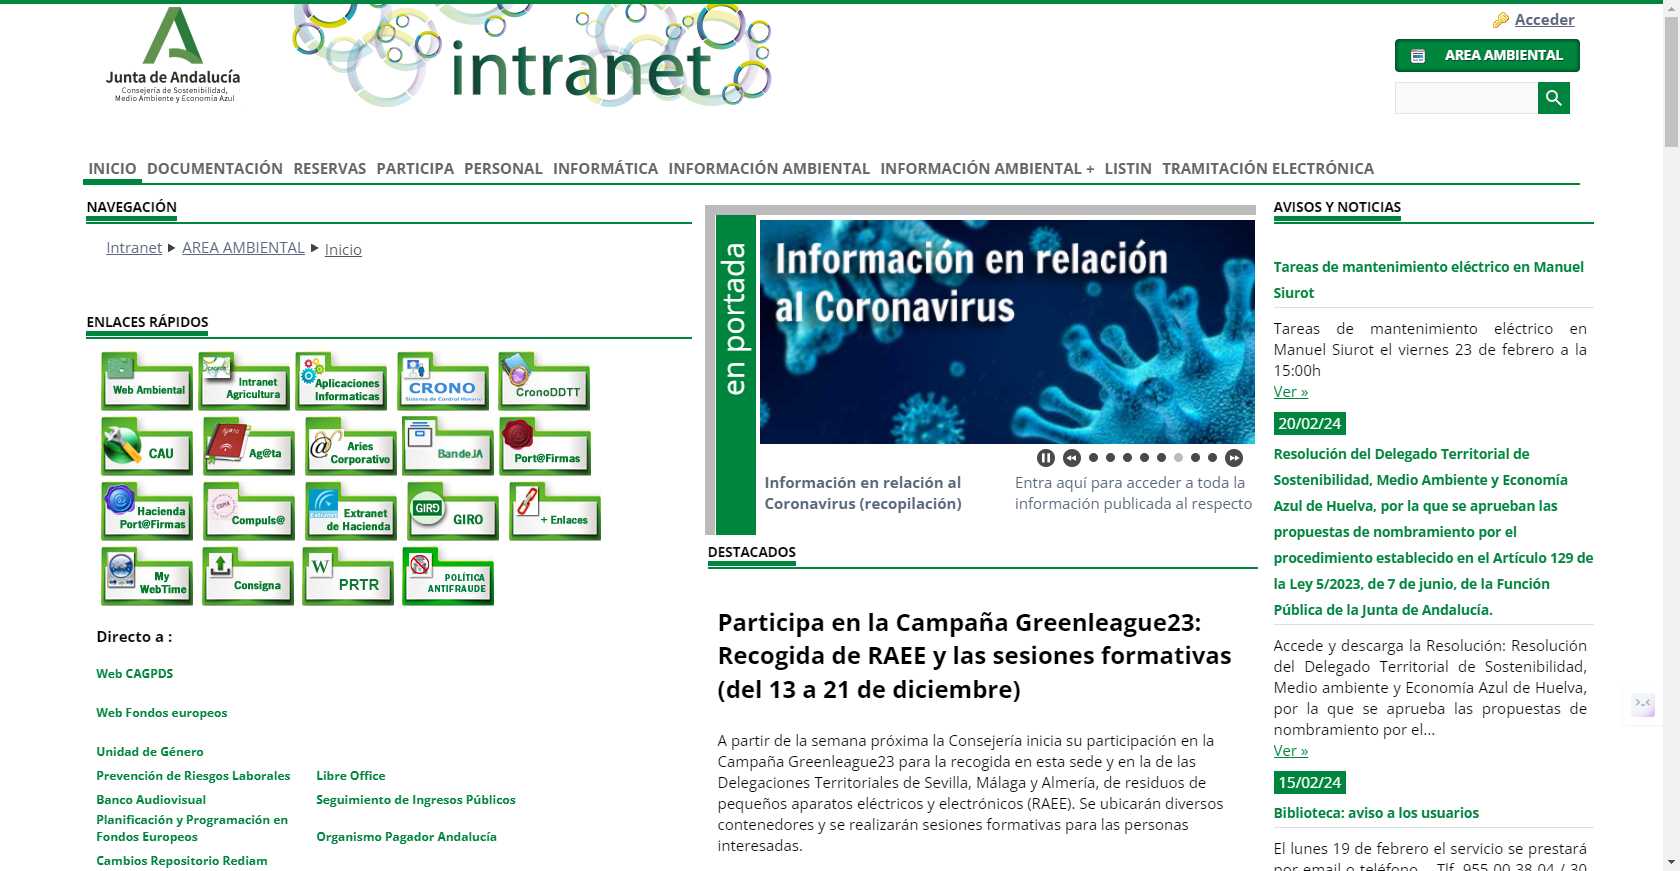 Junta de Andalucía
Consejería de Sostenibilidad,
Medio Ambiente y Economía Azul
intranet
Acceder
AREA AMBIENTAL
INICIO DOCUMENTACIÓN RESERVAS PARTICIPA PERSONAL INFORMÁTICA INFORMACIÓN AMBIENTAL INFORMACIÓN AMBIENTAL + LISTIN TRAMITACIÓN ELECTRÓNICA
NAVEGACIÓN
Intranet AREA AMBIENTAL Inicio
ENLACES RÁPIDOS
Web Ambiental
Intranet
Agricultura
Aplicaciones
Informaticas
CRONO
Sistema de Control Horario
CronoDDTT
CAU
Ag@ta
Aries
Corporativo
BandeJA
Port@Firmas
Hacienda
Port@Firmas
Compuls@
Extranet
Extranet
de Hacienda
GIRO
GIRO
+ Enlaces
My
WebTime
Consigna
W
PRTR
POLÍTICA
ANTIFRAUDE
Directo a :
Web CAGPDS
Web Fondos europeos
Unidad de Género
Prevención de Riesgos Laborales Libre Office
Banco Audiovisual Seguimiento de Ingresos Públicos
Planificación y Programación en
Fondos Europeos Organismo Pagador Andalucía
Cambios Repositorio Rediam
en portada
Información en relación
al Coronavirus
Información en relación al
Coronavirus (recopilación)
Entra aquí para acceder a toda la
información publicada al respecto
DESTACADOS
Participa en la Campaña Greenleague23:
Recogida de RAEE y las sesiones formativas
(del 13 a 21 de diciembre)
A partir de la semana próxima la Consejería inicia su participación en la
Campaña Greenleague23 para la recogida en esta sede y en la de las
Delegaciones Territoriales de Sevilla, Málaga y Almería, de residuos de
pequeños aparatos eléctricos y electrónicos (RAEE). Se ubicarán diversos
contenedores y se realizarán sesiones formativas para las personas
interesadas.
AVISOS Y NOTICIAS
Tareas de mantenimiento eléctrico en Manuel
Siurot
Tareas de mantenimiento eléctrico en
Manuel Siurot el viernes 23 de febrero a la
15:00h
Ver »
20/02/24
Resolución del Delegado Territorial de
Sostenibilidad, Medio Ambiente y Economía
Azul de Huelva, por la que se aprueban las
propuestas de nombramiento por el
procedimiento establecido en el Artículo 129 de
la Ley 5/2023, de 7 de junio, de la Función
Pública de la Junta de Andalucía.
Accede y descarga la Resolución: Resolución
del Delegado Territorial de Sostenibilidad,
Medio ambiente y Economía Azul de Huelva,
por la que se aprueba las propuestas de
nombramiento por el...
Ver »
15/02/24
Biblioteca: aviso a los usuarios
El lunes 19 de febrero el servicio se prestará
por email o teléfono. Tlf. 955 00 38 04 / 30